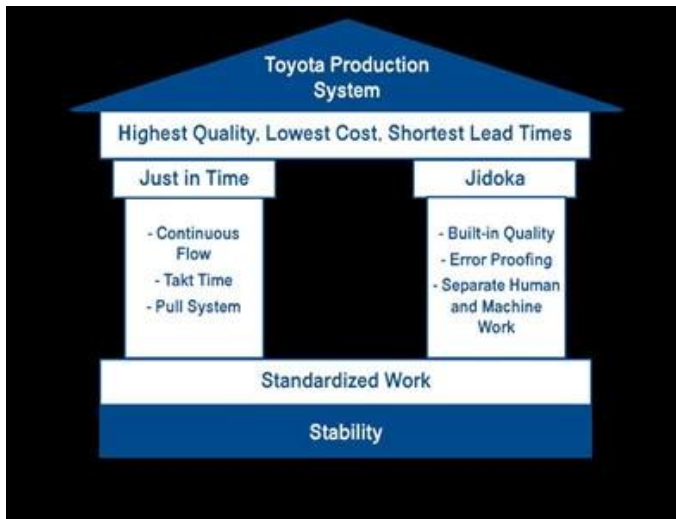 Toyota Production
System
Highest Quality, Lowest Cost, Shortest Lead Times
Just in Time
- Continuous
Flow
- Takt Time
- Pull System
Jidoka
- Built-in Quality
- Error Proofing
- Separate Human
and Machine
Work
Standardized Work
Stability